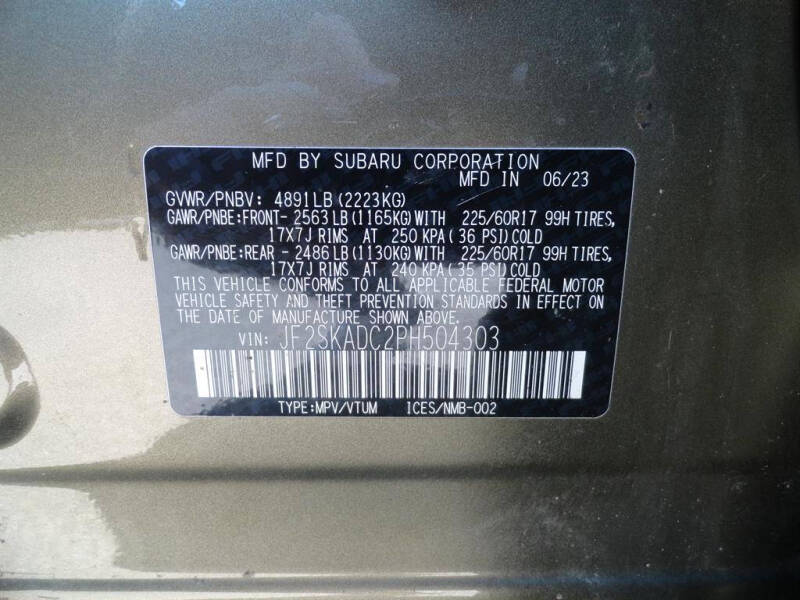 MFD BY SUBARU CORPORATION
MFD IN 06/23
GVWR/PNBV: 4891LB (2223KG)
GAWR/PNBE:FRONT- 2563LB (1165KG)WITH 225/60R17 99H TIRES,
17X7J RIMS AT 250 KPA (36 PSI)COLD
GAWR/PNBE:REAR - 2486LB (1130KG)WITH 225/60R17 99H TIRES,
17X7J RIMS AT 240 KPA (35 PSI)COLD
THIS VEHICLE CONFORMS TO ALL APPLICABLE FEDERAL MOTOR
VEHICLE SAFETY AND THEFT PREVENTION STANDARDS IN EFFECT ON
THE DATE OF MANUFACTURE SHOWN ABOVE.
VIN: JF2SKADC2PH504303
TYPE:MPV/VTUM ICES/NMB-002